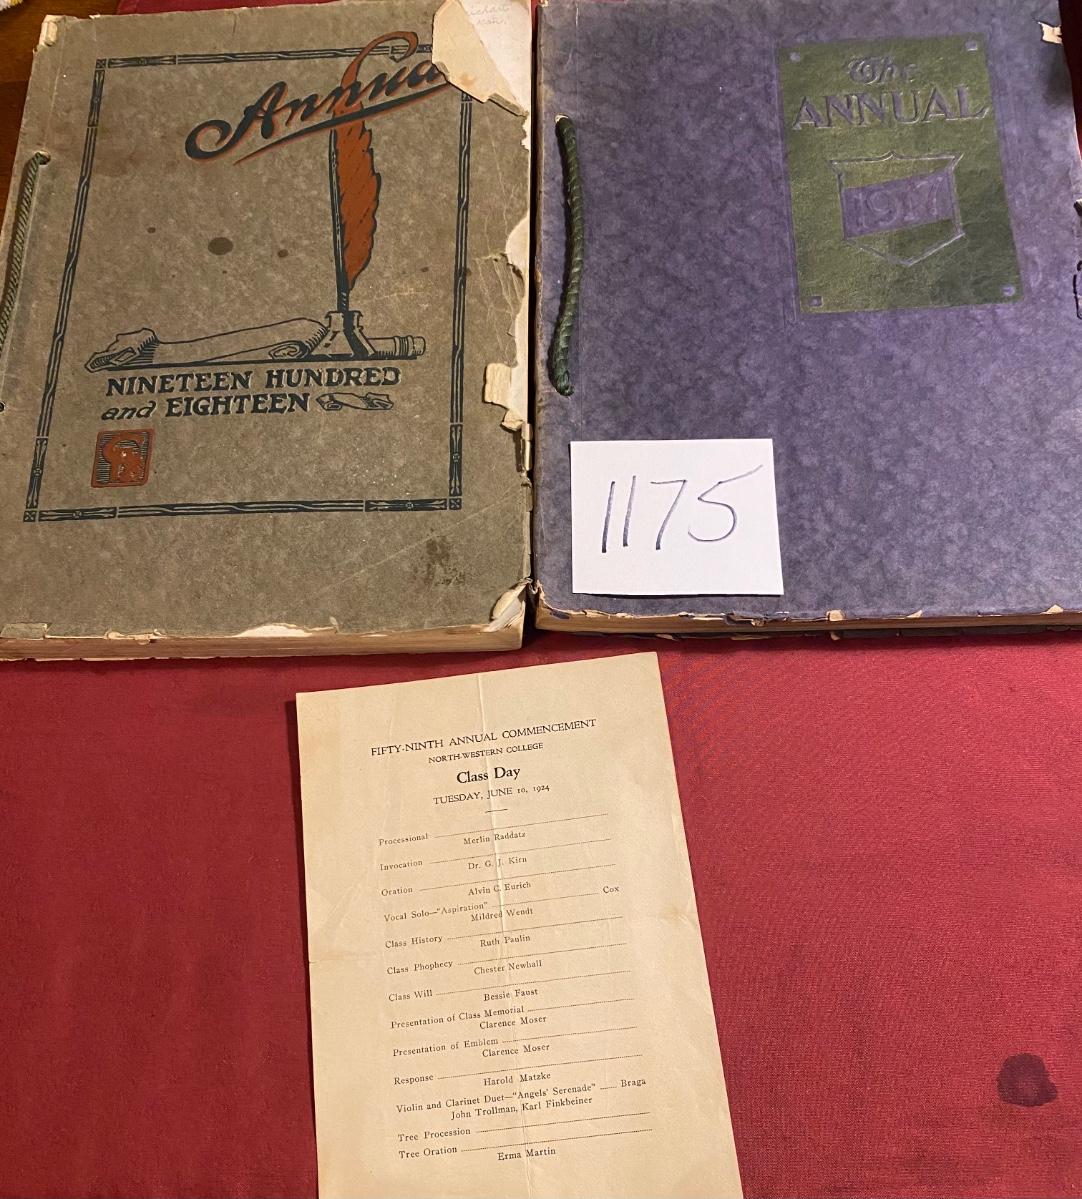 Annua
NINETEEN HUNDRED
and EIGHTEEN
The
ANNUAL
1917
1175
FIFTY-NINTH ANNUAL COMMENCEMENT
NORTH-WESTERN COLLEGE
Class Day
TUESDAY, JUNE 10, 1924
Processional
Merlin Raddatz
Invocation
Dr. G. J. Kirn
Oration
Alvin C. Eurich
Vocal Solo—"Aspiration" Cox
Mildred Wendt
Class History
Ruth Paulin
Class Phophecy
Chester Newhall
Class Will
Bessie Faust
Presentation of Class Memorial
Clarence Moser
Presentation of Emblem
Clarence Moser
Response
Harold Matzke
Violin and Clarinet Duet—"Angels' Serenade" Braga
John Trollman, Karl Finkbeiner
Tree Procession
Tree Oration
Erma Martin